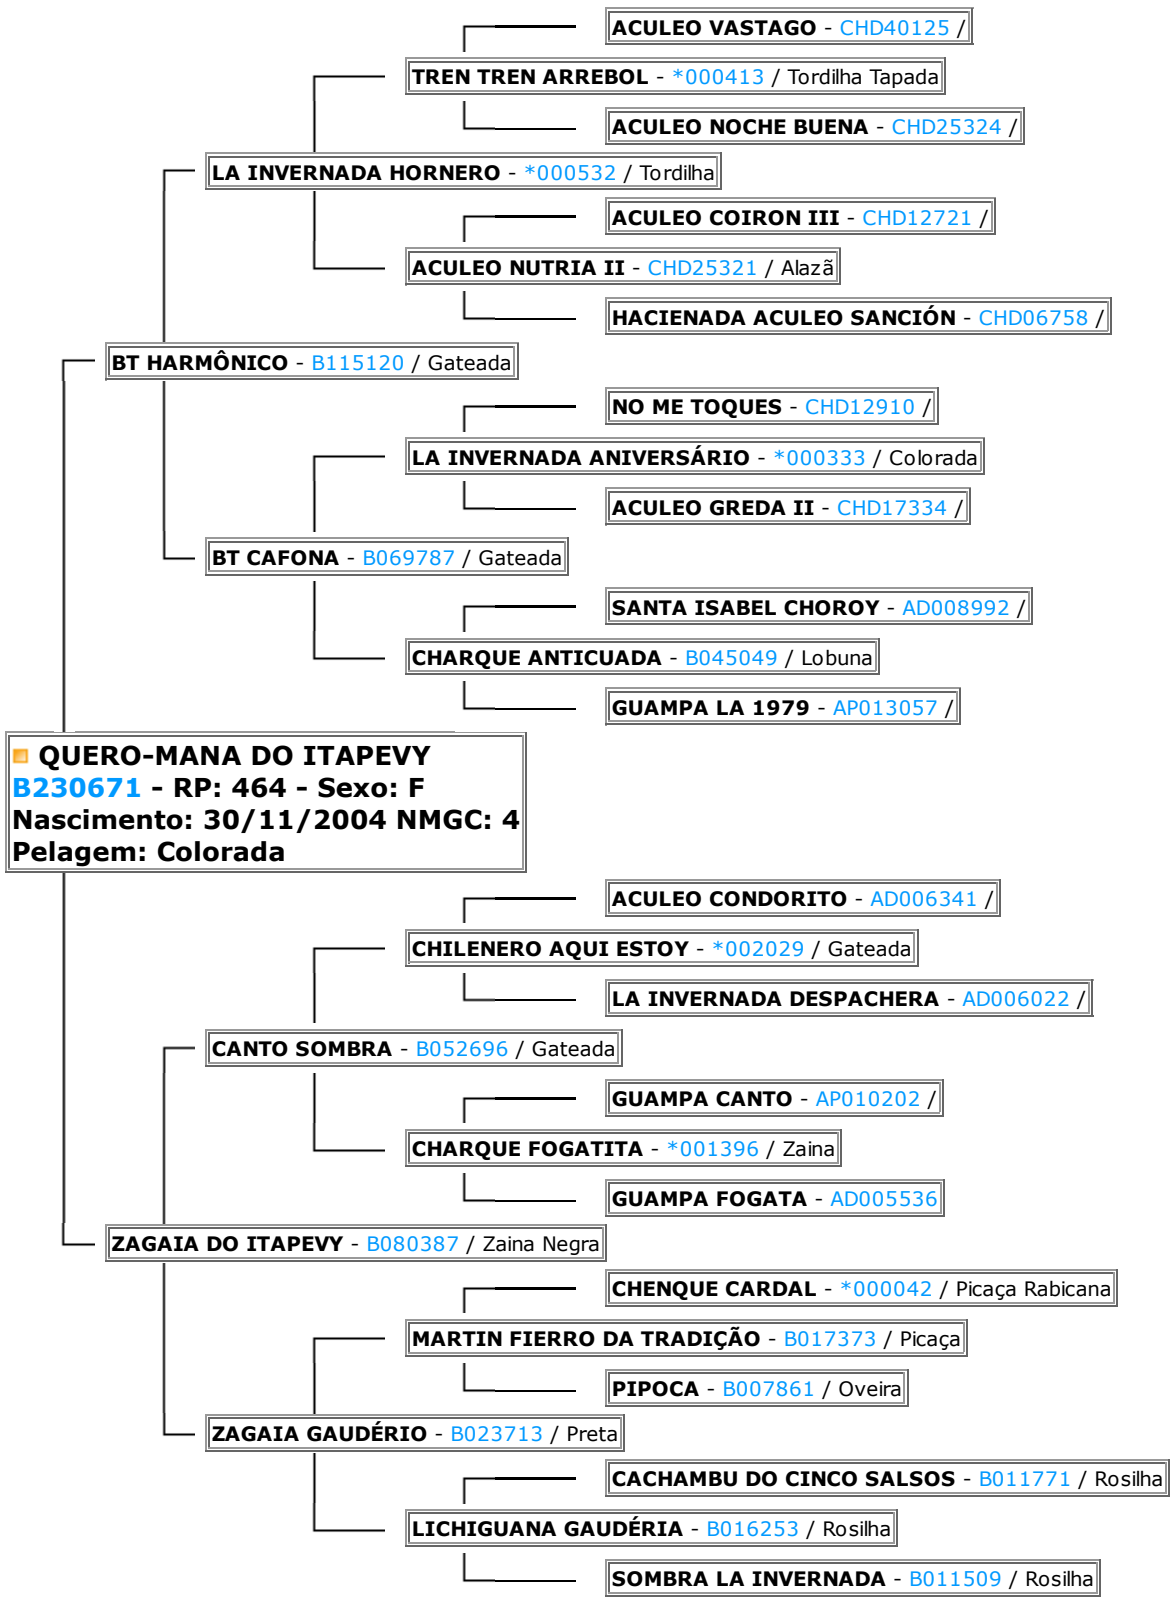 ACULEO VASTAGO - CHD40125 /
TREN TREN ARREBOL - *000413 / Tordilha Tapada
ACULEO NOCHE BUENA - CHD25324 /
LA INVERNADA HORNERO - *000532 / Tordilha
ACULEO COIRON III - CHD12721 /
ACULEO NUTRIA II - CHD25321 / Alazã
HACIENADA ACULEO SANCIÓN - CHD06758 /
BT HARMÔNICO - B115120 / Gateada
NO ME TOQUES - CHD12910 /
LA INVERNADA ANIVERSÁRIO - *000333 / Colorada
ACULEO GREDA II - CHD17334 /
BT CAFONA - B069787 / Gateada
SANTA ISABEL CHOROY - AD008992 /
CHARQUE ANTICUADA - B045049 / Lobuna
GUAMPA LA 1979 - AP013057 /
QUERO-MANA DO ITAPEVY
B230671 - RP: 464 - Sexo: F
Nascimento: 30/11/2004 NMGC: 4
Pelagem: Colorada
ACULEO CONDORITO - AD006341 /
CHILENERO AQUI ESTOY - *002029 / Gateada
LA INVERNADA DESPACHERA - AD006022 /
CANTO SOMBRA - B052696 / Gateada
GUAMPA CANTO - AP010202 /
CHARQUE FOGATITA - *001396 / Zaina
GUAMPA FOGATA - AD005536
ZAGAIA DO ITAPEVY - B080387 / Zaina Negra
CHENQUE CARDAL - *000042 / Picaça Rabicana
MARTIN FIERRO DA TRADIÇÃO - B017373 / Picaça
PIPOCA - B007861 / Oveira
ZAGAIA GAUDÉRIO - B023713 / Preta
CACHAMBU DO CINCO SALSOS - B011771 / Rosilha
LICHIGUANA GAUDÉRIA - B016253 / Rosilha
SOMBRA LA INVERNADA - B011509 / Rosilha